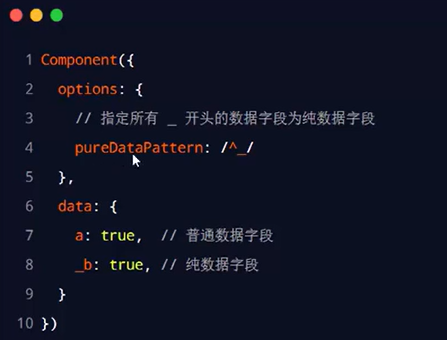 1 Component({
2 options: {
3 // 指定所有 _ 开头的数据字段为纯数据字段
4 pureDataPattern: /^_/
5 },
6 data: {
7 a: true, // 普通数据字段
8 _b: true, // 纯数据字段
9 }
10 })